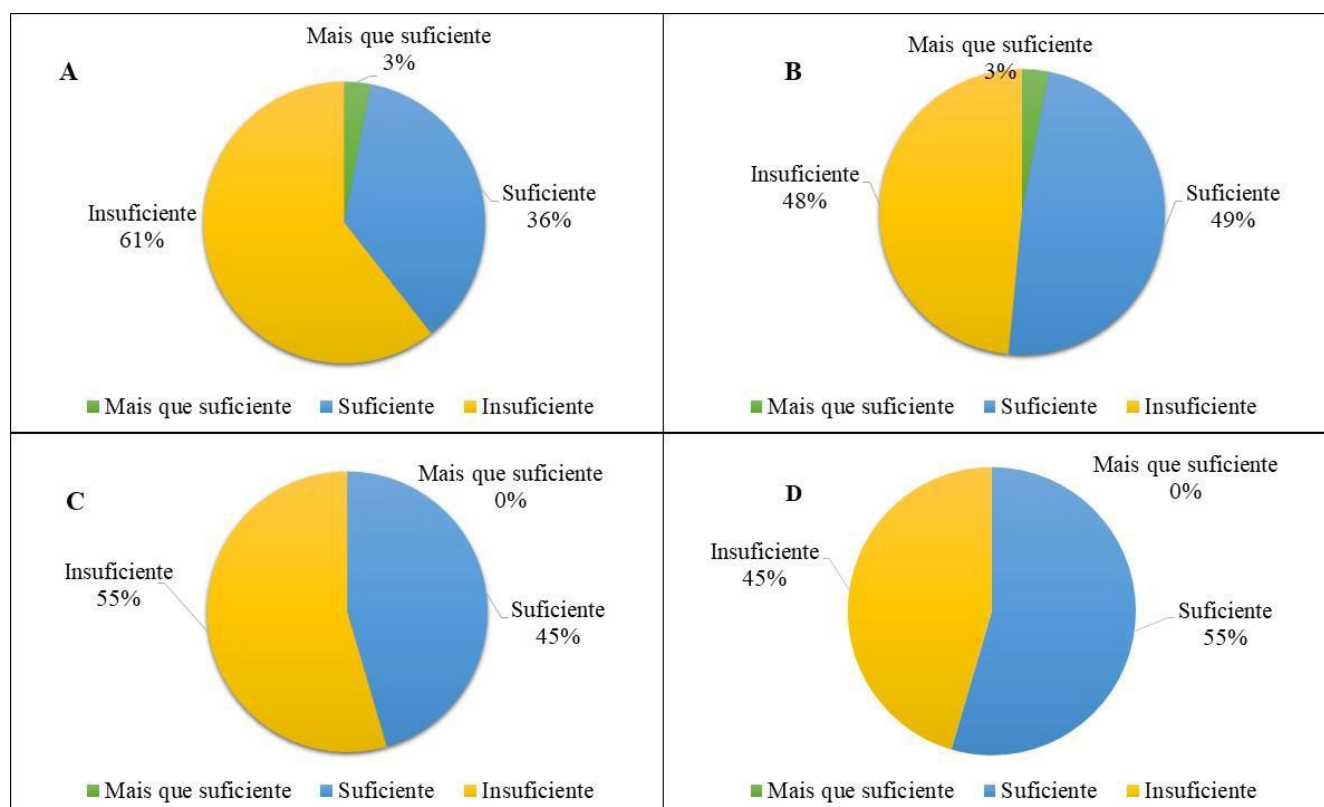 A
Mais que suficiente
3%
Suficiente
36%
Insuficiente
61%
Mais que suficiente Suficiente Insuficiente
B
Mais que suficiente
3%
Insuficiente
48%
Suficiente
49%
Mais que suficiente Suficiente Insuficiente
C
Mais que suficiente
0%
Insuficiente
55%
Suficiente
45%
Mais que suficiente Suficiente Insuficiente
D
Mais que suficiente
0%
Insuficiente
45%
Suficiente
55%
Mais que suficiente Suficiente Insuficiente